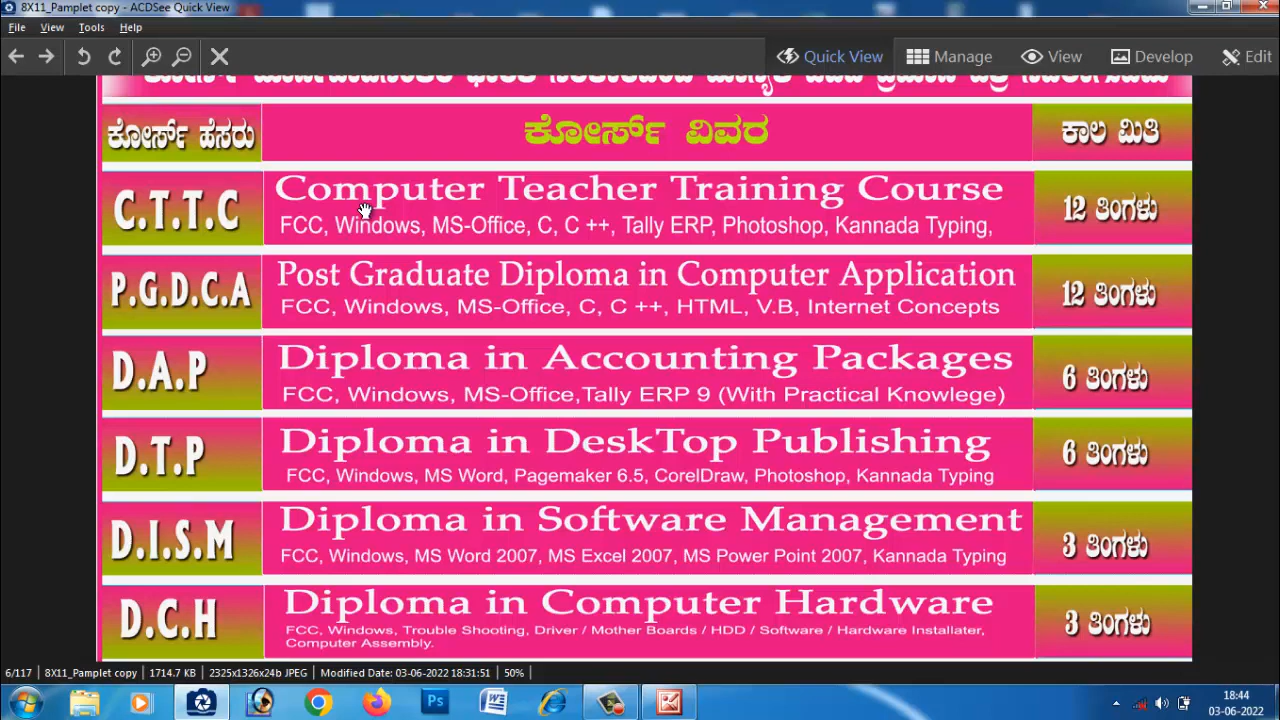 8X11_Pamplet copy - ACDSee Quick View
File View Tools Help
Quick View Manage View Develop Edit
ಕೋರ್ಸ್ ಹೆಸರು ಕೋರ್ಸ್ ವಿವರ ಕಾಲ ಮಿತಿ
C.T.T.C Computer Teacher Training Course 12 ತಿಂಗಳು
FCC, Windows, MS-Office, C, C ++, Tally ERP, Photoshop, Kannada Typing,
P.G.D.C.A Post Graduate Diploma in Computer Application 12 ತಿಂಗಳು
FCC, Windows, MS-Office, C, C ++, HTML, V.B, Internet Concepts
D.A.P Diploma in Accounting Packages 6 ತಿಂಗಳು
FCC, Windows, MS-Office,Tally ERP 9 (With Practical Knowlege)
D.T.P Diploma in DeskTop Publishing 6 ತಿಂಗಳು
FCC, Windows, MS Word, Pagemaker 6.5, CorelDraw, Photoshop, Kannada Typing
D.I.S.M Diploma in Software Management 3 ತಿಂಗಳು
FCC, Windows, MS Word 2007, MS Excel 2007, MS Power Point 2007, Kannada Typing
D.C.H Diploma in Computer Hardware 3 ತಿಂಗಳು
FCC, Windows, Trouble Shooting, Driver / Mother Boards / HDD / Software / Hardware Installater,
Computer Assembly.
6/117 8X11_Pamplet copy 1714.7 KB 2325x1326x24b JPEG Modified Date: 03-06-2022 18:31:51 50%
Ps
18:44
03-06-2022